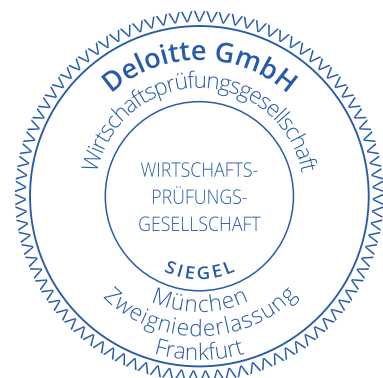 Deloitte GmbH
Wirtschaftsprüfungsgesellschaft
WIRTSCHAFTS-
PRÜFUNGS-
GESELLSCHAFT
SIEGEL
München
Zweigniederlassung
Frankfurt